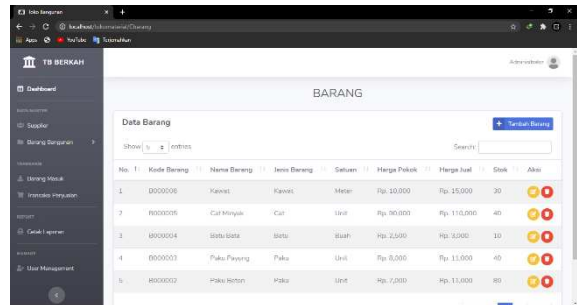 Toko Bangunan
localhost/tokomaterial/Cbarang
Apps
YouTube
Terjemahkan
TB BERKAH
Administrator
Dashboard
BARANG
Supplier
Barang Bangunan
Data Barang
Tambah Barang
Show 5 entries
Search:
No. Kode Barang Nama Barang Jenis Barang Satuan Harga Pokok Harga Jual Stok Aksi
1 B000006 Kawat Kawat Meter Rp. 10,000 Rp. 15,000 30
2 B000005 Cat Minyak Cat Unit Rp. 90,000 Rp. 110,000 40
3 B000004 Batu Bata Batu Buah Rp. 2,500 Rp. 3,000 10
4 B000003 Paku Payung Paku Unit Rp. 8,000 Rp. 11,000 40
5 B000002 Paku Beton Paku Unit Rp. 7,000 Rp. 11,000
Barang Masuk
Transaksi Penjualan
REPORT
Cetak Laporan
User Management